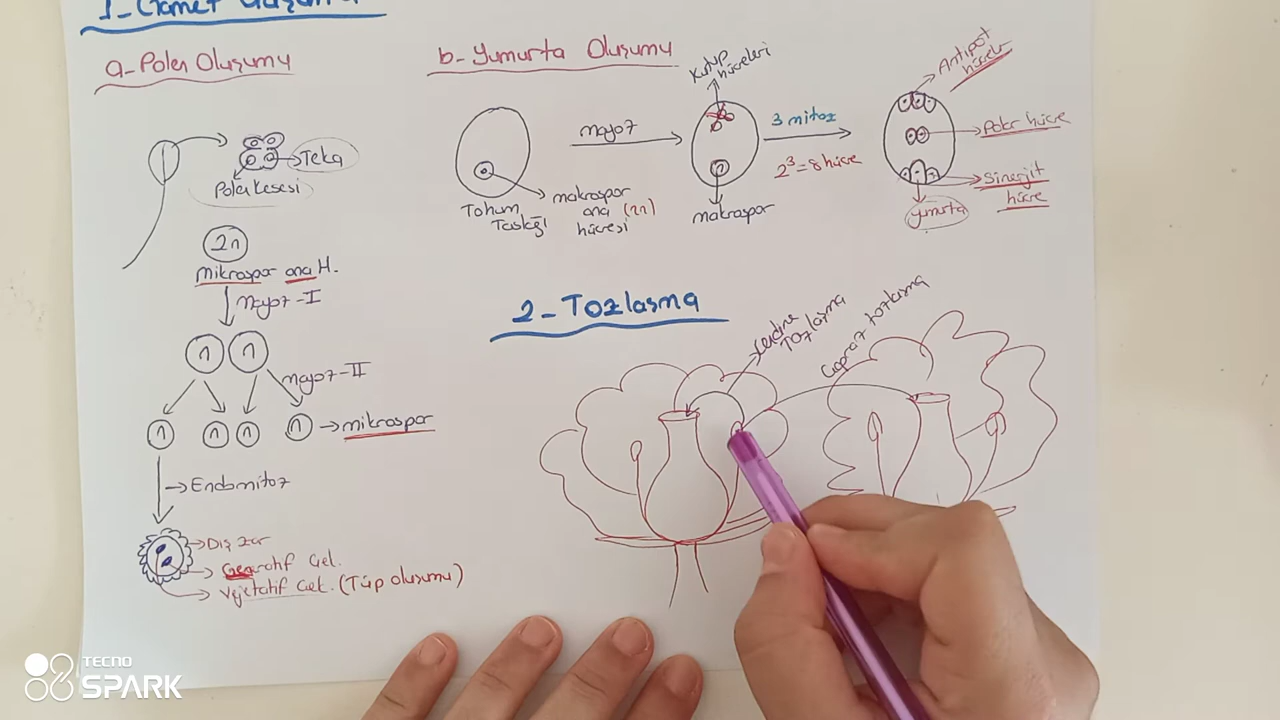 1-Gamet Oluşumu
a-Polen Oluşumu
Teka
Polen kesesi
2n
Mikrospor ana H.
Mayoz-I
n n
Mayoz-II
n n n n
mikrospor
Endomitoz
Dış zar
Generatif çek.
Vejetatif çek. (Tüp oluşumu)
b-Yumurta Oluşumu
Tohum
Taslağı
makrospor
ana (2n)
hücresi
mayoz
Kutup
hücreleri
makrospor
3 mitoz
2³=8 hücre
Antipot
hücreler
Polar hücre
Sinerjit
hücre
yumurta
2-Tozlaşma
kendine
Tozlaşma
Çapraz tozlaşma
TECNO
SPARK